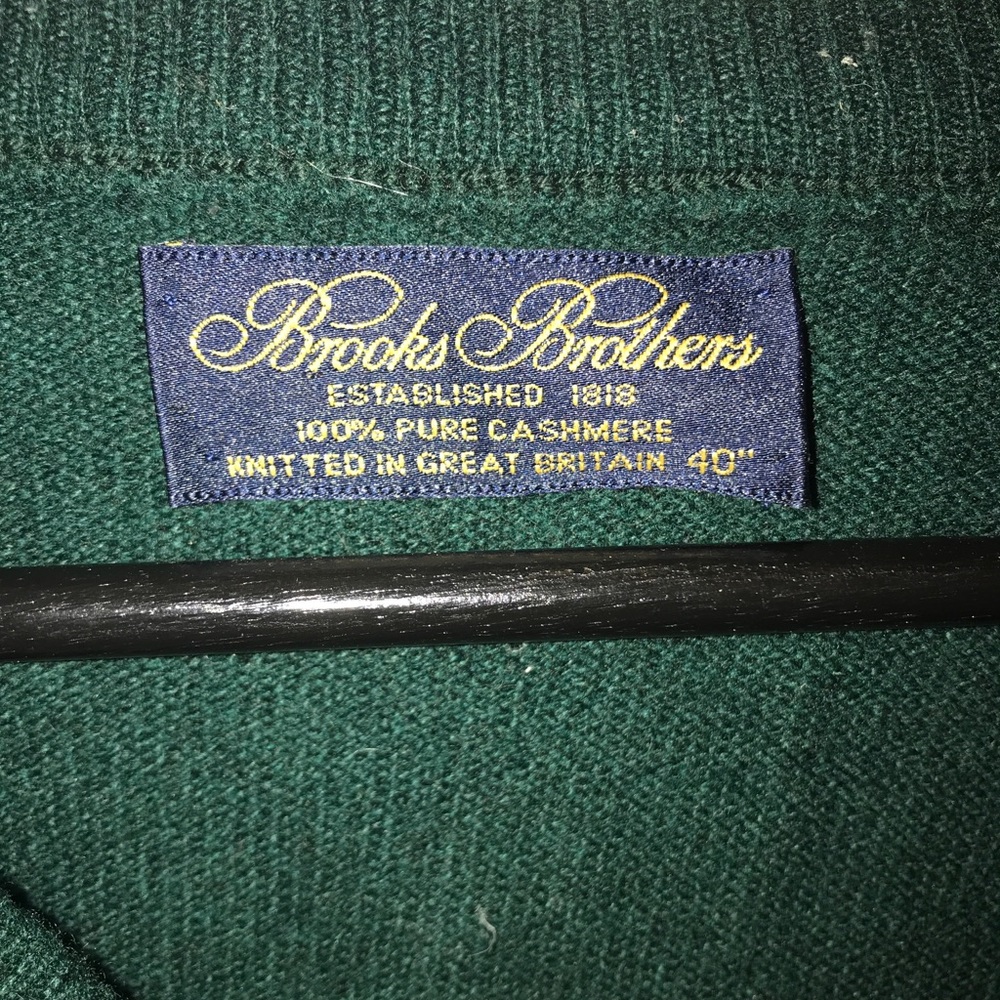 Brooks Brothers
ESTABLISHED 1818
100% PURE CASHMERE
KNITTED IN GREAT BRITAIN 40"